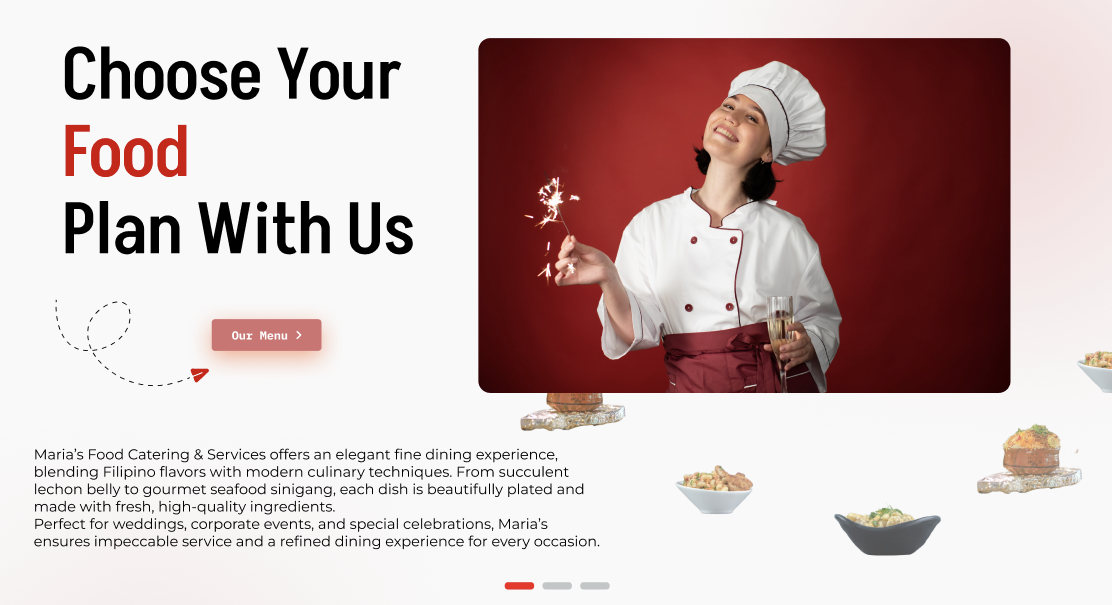 Choose Your
Food
Plan With Us
Our Menu >
Maria’s Food Catering & Services offers an elegant fine dining experience,
blending Filipino flavors with modern culinary techniques. From succulent
lechon belly to gourmet seafood sinigang, each dish is beautifully plated and
made with fresh, high-quality ingredients.
Perfect for weddings, corporate events, and special celebrations, Maria’s
ensures impeccable service and a refined dining experience for every occasion.